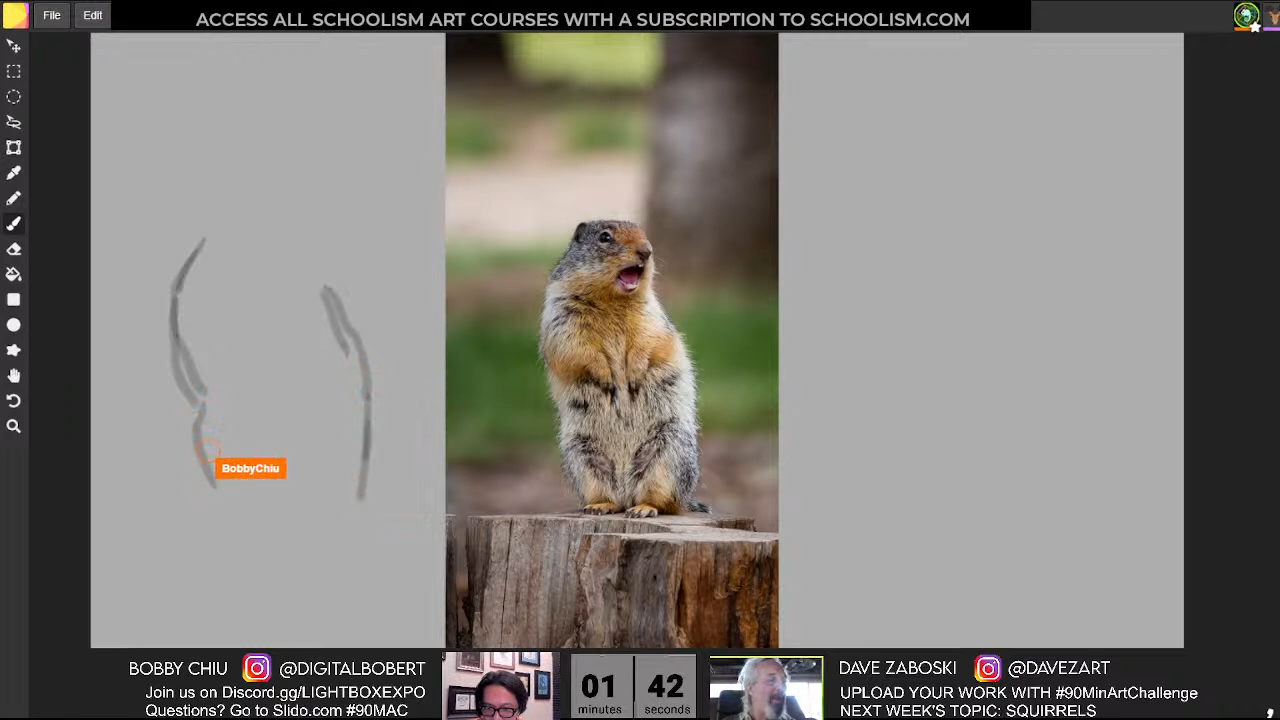 File Edit ACCESS ALL SCHOOLISM ART COURSES WITH A SUBSCRIPTION TO SCHOOLISM.COM
BobbyChiu
BOBBY CHIU @DIGITALBOBERT
Join us on Discord.gg/LIGHTBOXEXPO
Questions? Go to Slido.com #90MAC
01 42
minutes seconds
DAVE ZABOSKI @DAVEZART
UPLOAD YOUR WORK WITH #90MinArtChallenge
NEXT WEEK'S TOPIC: SQUIRRELS